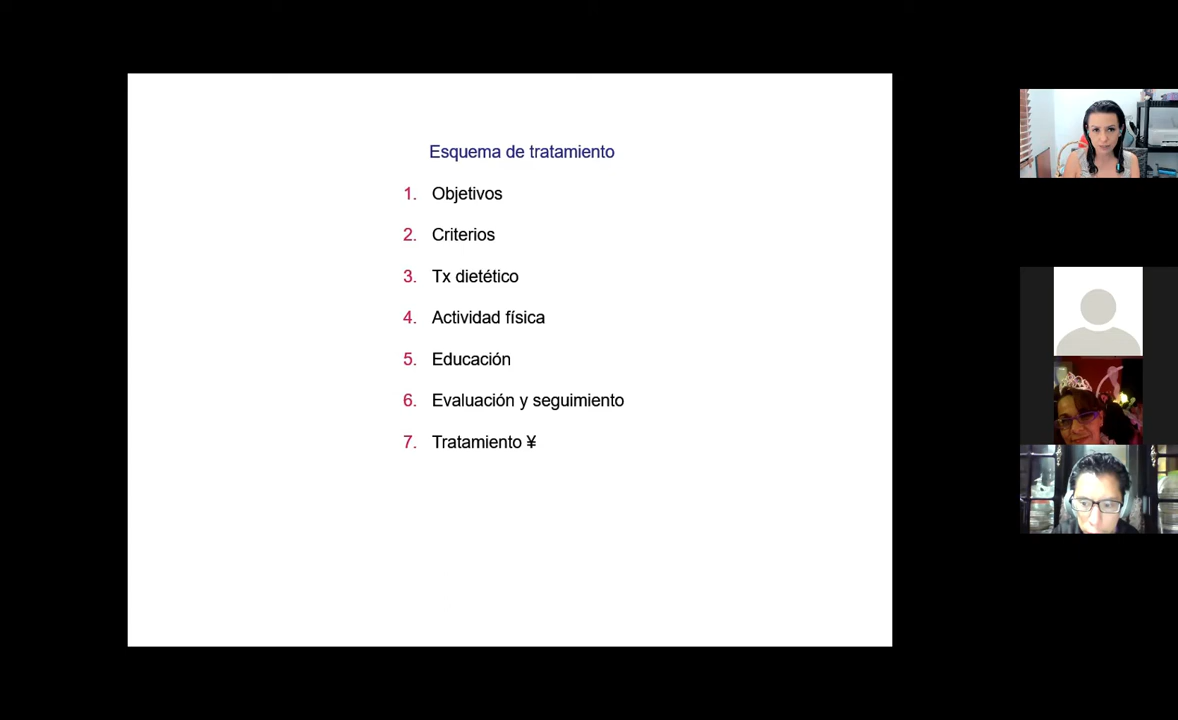 Esquema de tratamiento
1. Objetivos
2. Criterios
3. Tx dietético
4. Actividad física
5. Educación
6. Evaluación y seguimiento
7. Tratamiento ¥